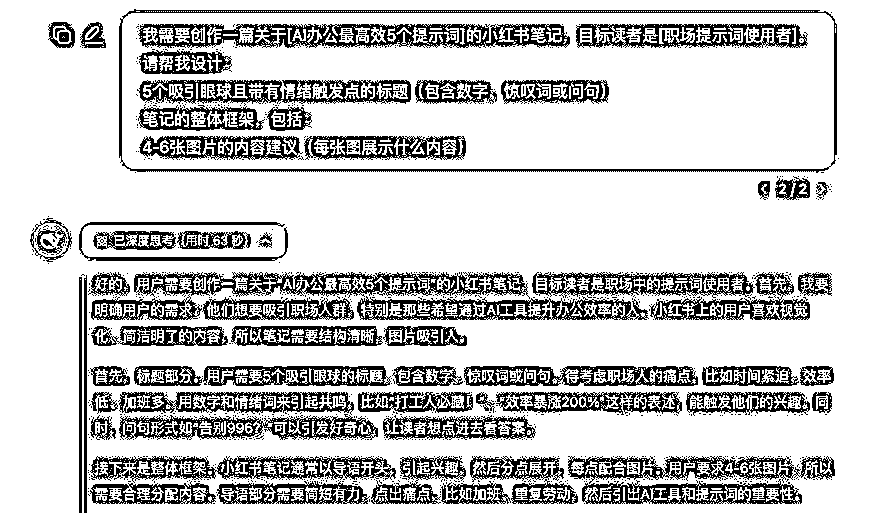 我需要创作一篇关于[AI办公最高效5个提示词]的小红书笔记，目标读者是[职场提示词使用者]。
请帮我设计：
5个吸引眼球且带有情绪触发点的标题（包含数字、惊叹词或问句）
笔记的整体框架，包括：
4-6张图片的内容建议（每张图展示什么内容）
2/2
已深度思考（用时 63 秒）
好的，用户需要创作一篇关于“AI办公最高效5个提示词”的小红书笔记，目标读者是职场中的提示词使用者。首先，我要
明确用户的需求：他们想要吸引职场人群，特别是那些希望通过AI工具提升办公效率的人。小红书上的用户喜欢视觉
化、简洁明了的内容，所以笔记需要结构清晰，图片吸引人。
首先，标题部分，用户需要5个吸引眼球的标题，包含数字、惊叹词或问句。得考虑职场人的痛点，比如时间紧迫、效率
低、加班多。用数字和情绪词来引起共鸣，比如“打工人必藏！”、“效率暴涨200%”这样的表述，能触发他们的兴趣。同
时，问句形式如“告别996？”可以引发好奇心，让读者想点进去看答案。
接下来是整体框架，小红书笔记通常以导语开头，引起兴趣，然后分点展开，每点配合图片。用户要求4-6张图片，所以
需要合理分配内容。导语部分需要简短有力，点出痛点，比如加班、重复劳动，然后引出AI工具和提示词的重要性。